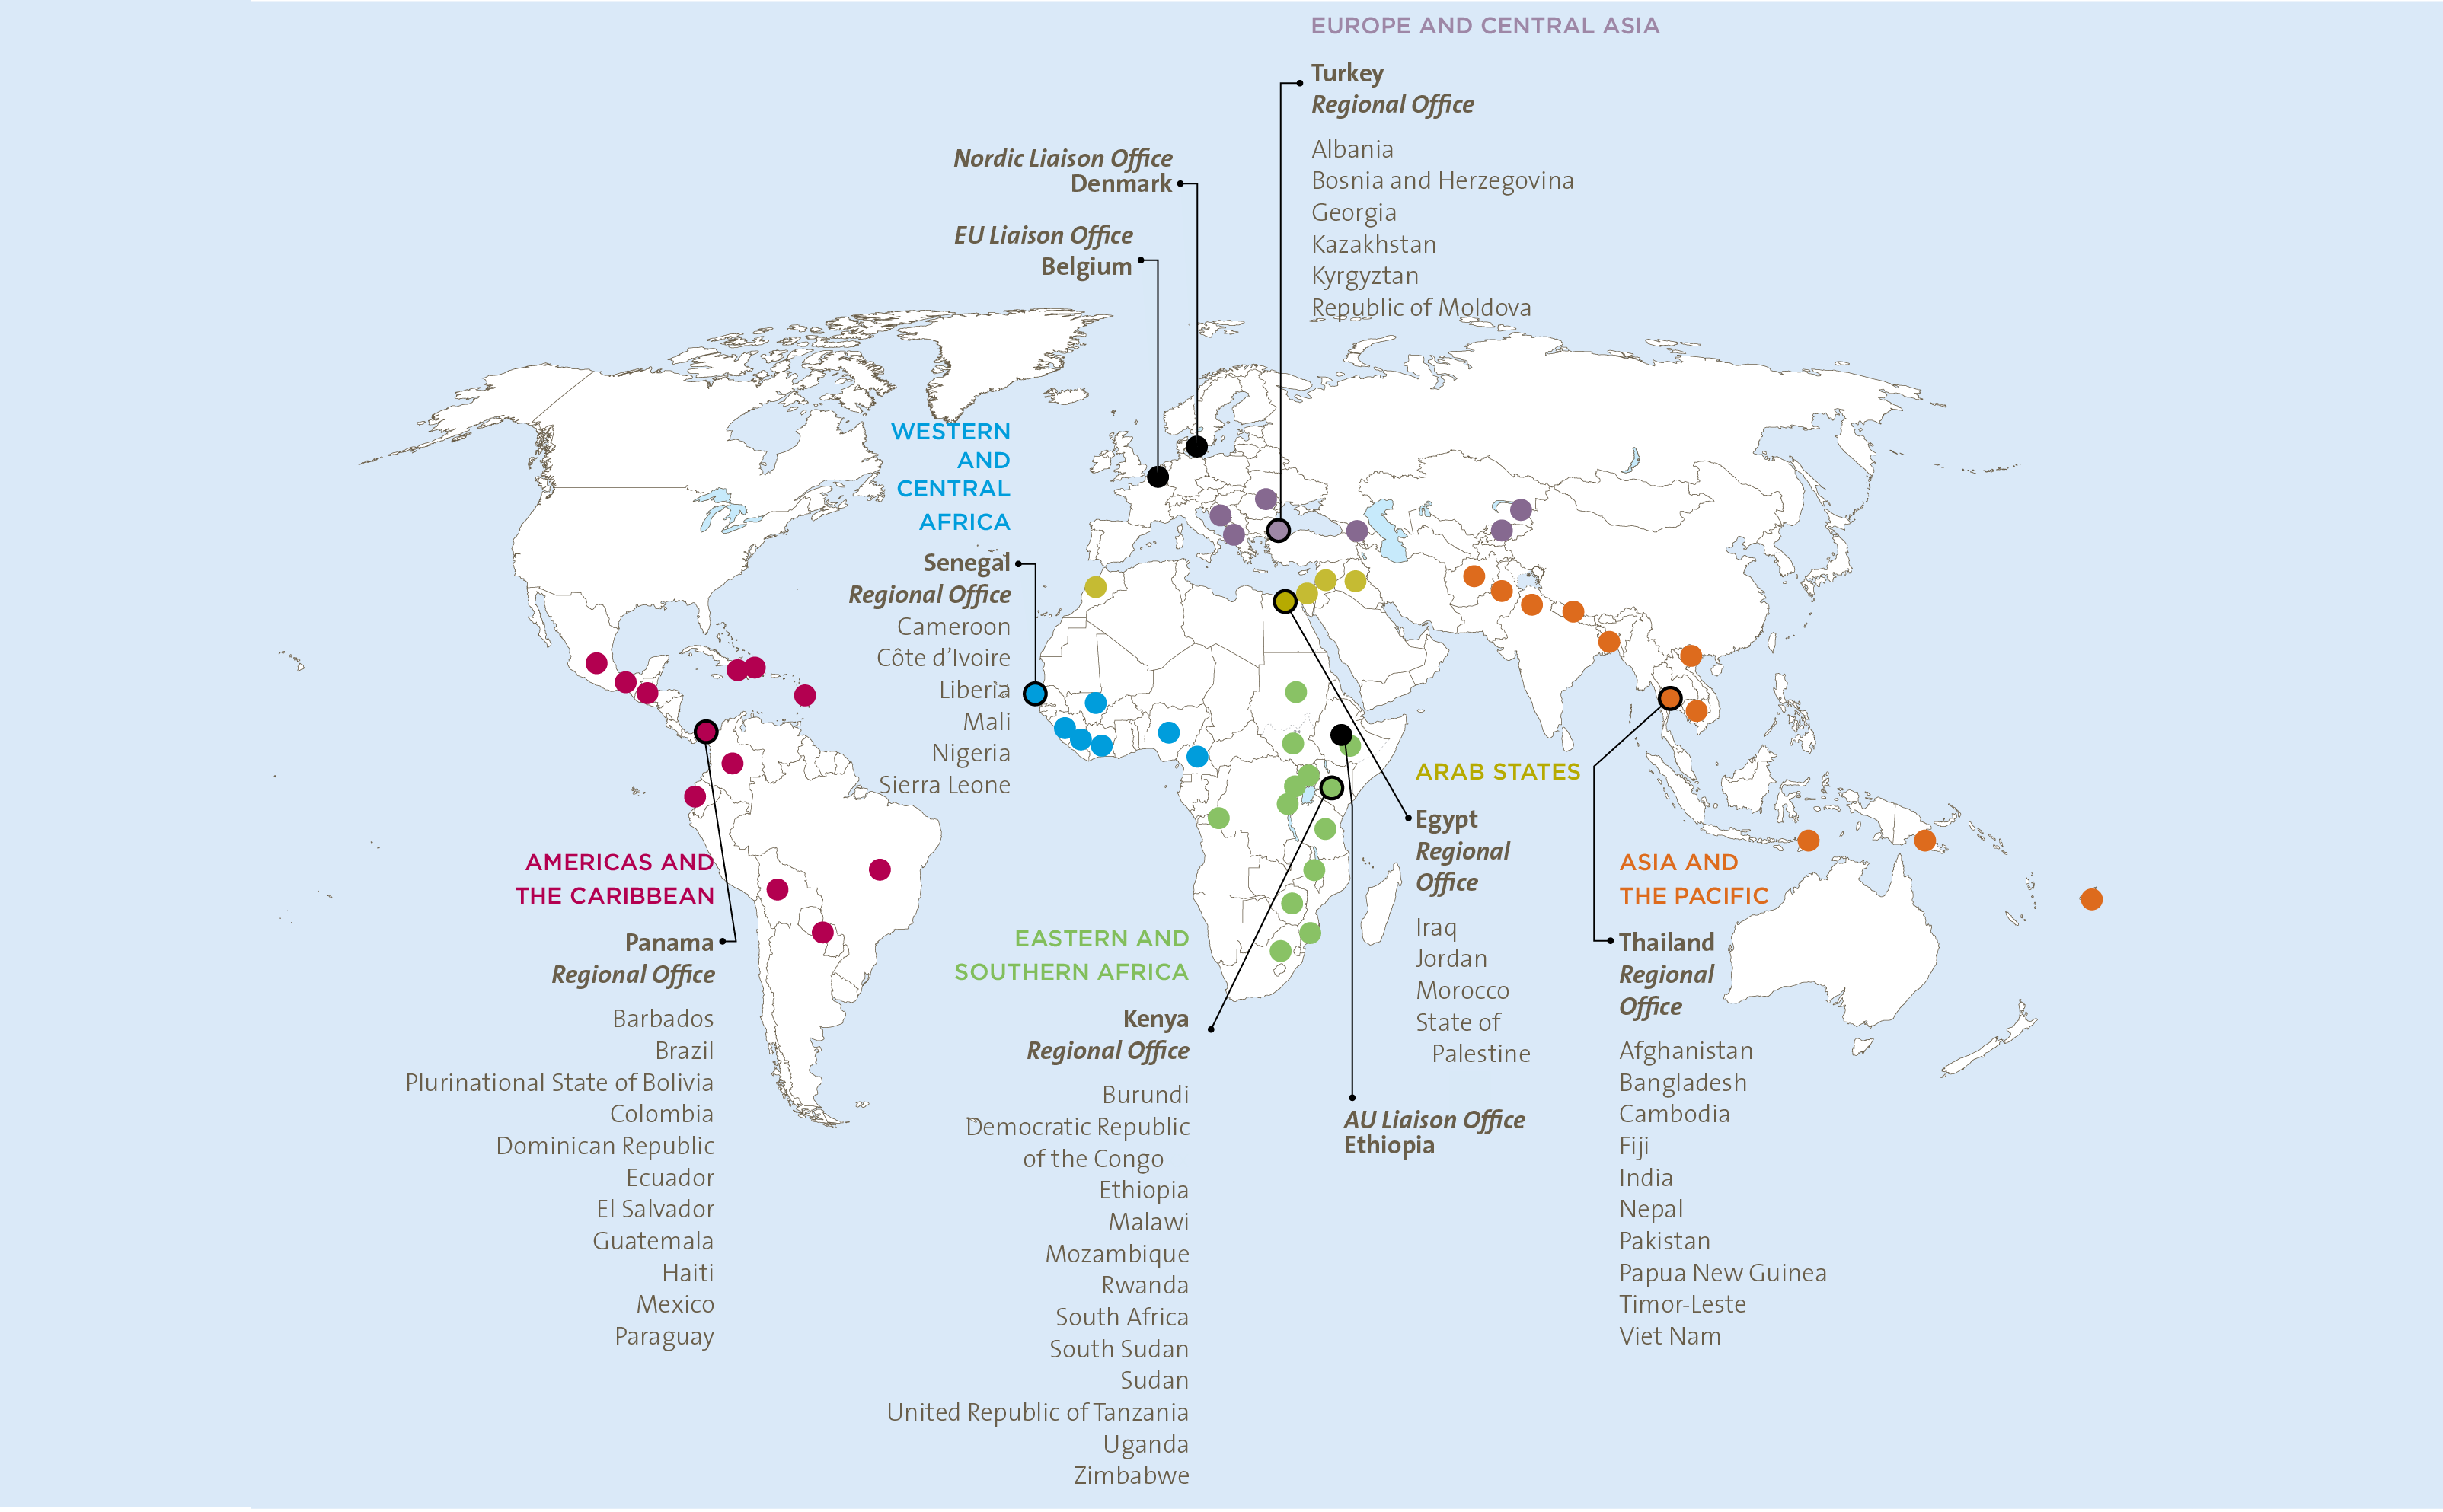 EUROPE AND CENTRAL ASIA
Turkey
Regional Office
Albania
Bosnia and Herzegovina
Georgia
Kazakhstan
Kyrgyztan
Republic of Moldova
Nordic Liaison Office
Denmark
EU Liaison Office
Belgium
WESTERN
AND
CENTRAL
AFRICA
Senegal
Regional Office
Cameroon
Côte d’Ivoire
Liberia
Mali
Nigeria
Sierra Leone
AMERICAS AND
THE CARIBBEAN
Panama
Regional Office
Barbados
Brazil
Plurinational State of Bolivia
Colombia
Dominican Republic
Ecuador
El Salvador
Guatemala
Haiti
Mexico
Paraguay
EASTERN AND
SOUTHERN AFRICA
Kenya
Regional Office
Burundi
Democratic Republic
of the Congo
Ethiopia
Malawi
Mozambique
Rwanda
South Africa
South Sudan
Sudan
United Republic of Tanzania
Uganda
Zimbabwe
ARAB STATES
Egypt
Regional
Office
Iraq
Jordan
Morocco
State of
Palestine
AU Liaison Office
Ethiopia
ASIA AND
THE PACIFIC
Thailand
Regional
Office
Afghanistan
Bangladesh
Cambodia
Fiji
India
Nepal
Pakistan
Papua New Guinea
Timor-Leste
Viet Nam